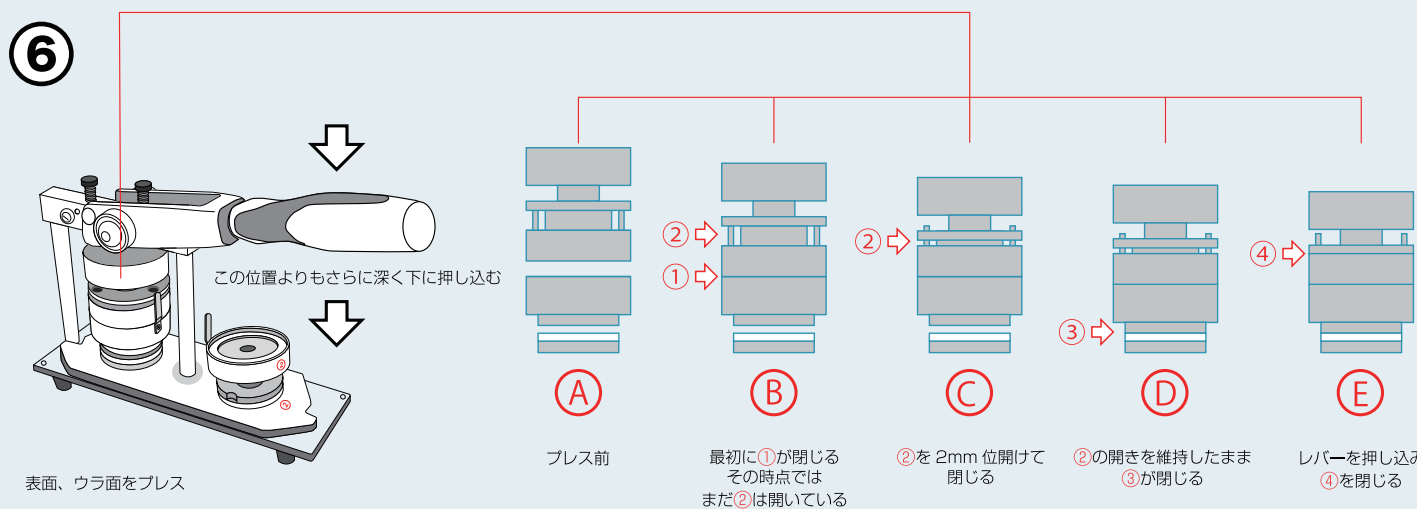 ⑥
この位置よりもさらに深く下に押し込む
②
②
表面、ウラ面をプレス
②
①
②
③
④
A
B
C
D
E
プレス前
最初に①が閉じる
その時点では
まだ②は開いている
②を 2mm 位開けて
閉じる
②の開きを維持したまま
③が閉じる
レバーを押し込み
④を閉じる